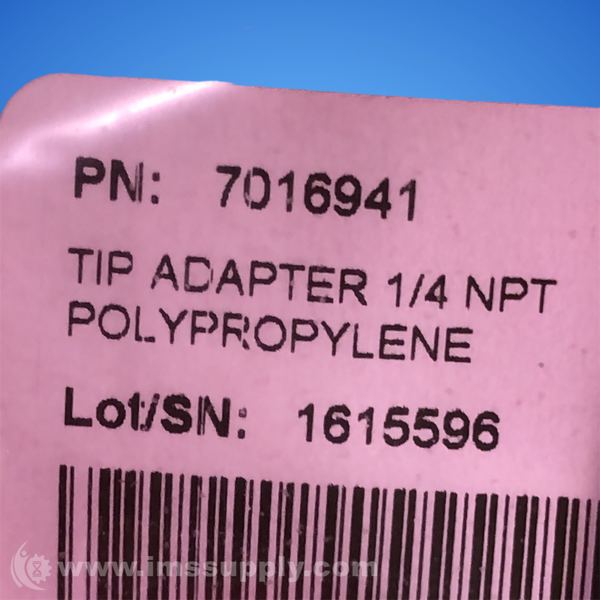 PN: 7016941
TIP ADAPTER 1/4 NPT
POLYPROPYLENE
Lot/SN: 1615596
www.imssupply.com